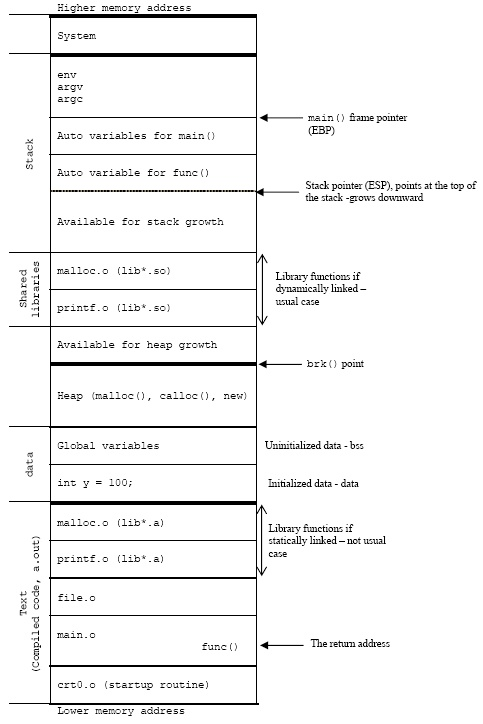 Higher memory address
System
env
argv
argc
main() frame pointer
(EBP)
Stack
Auto variables for main()
Auto variable for func()
Stack pointer (ESP), points at the top of
the stack -grows downward
Available for stack growth
Shared
libraries
malloc.o (lib*.so)
printf.o (lib*.so)
Library functions if
dynamically linked –
usual case
Available for heap growth
brk() point
Heap (malloc(), calloc(), new)
data
Global variables
Uninitialized data - bss
int y = 100;
Initialized data - data
Text
(Compiled code, a.out)
malloc.o (lib*.a)
printf.o (lib*.a)
Library functions if
statically linked – not usual
case
file.o
main.o
func()
The return address
crt0.o (startup routine)
Lower memory address